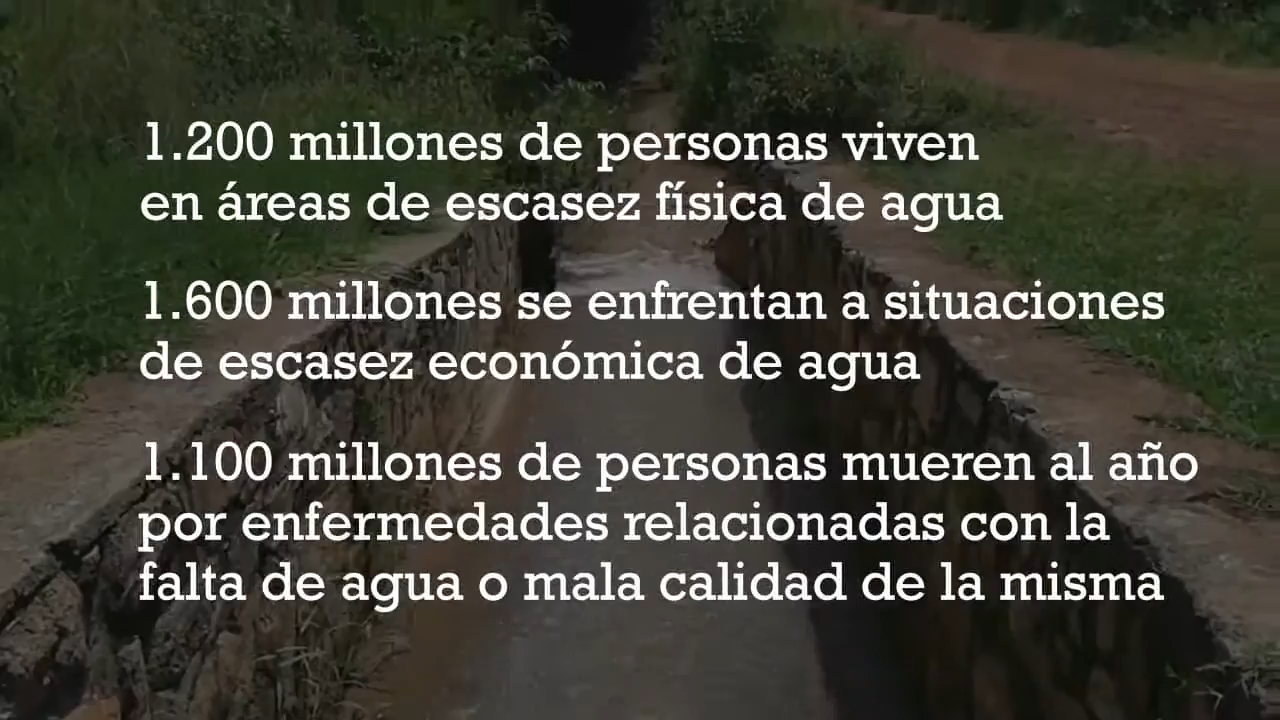 1.200 millones de personas viven
en áreas de escasez física de agua
1.600 millones se enfrentan a situaciones
de escasez económica de agua
1.100 millones de personas mueren al año
por enfermedades relacionadas con la
falta de agua o mala calidad de la misma